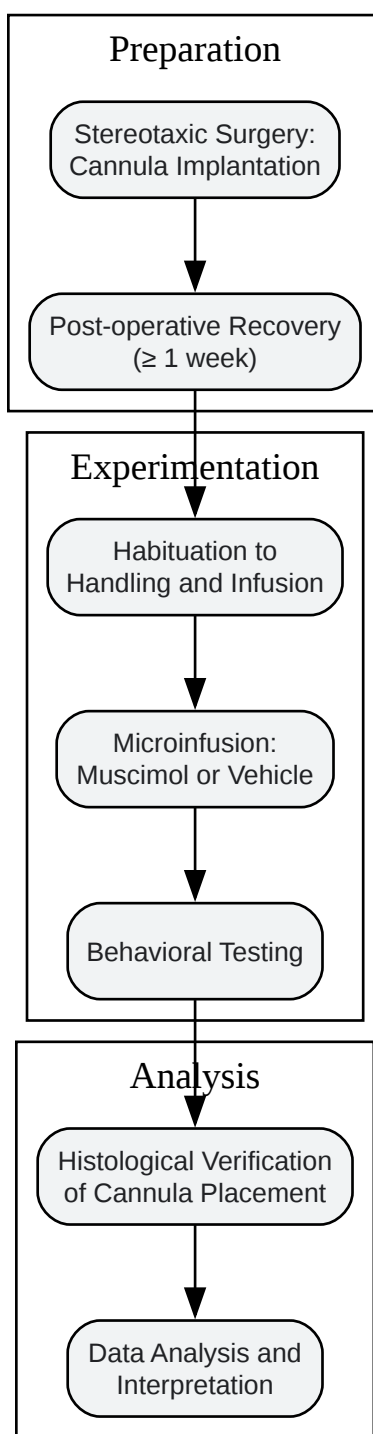 Preparation
Stereotaxic Surgery:
Cannula Implantation
Post-operative Recovery
(≥ 1 week)
Experimentation
Habituation to
Handling and Infusion
Microinfusion:
Muscimol or Vehicle
Behavioral Testing
Analysis
Histological Verification
of Cannula Placement
Data Analysis and
Interpretation